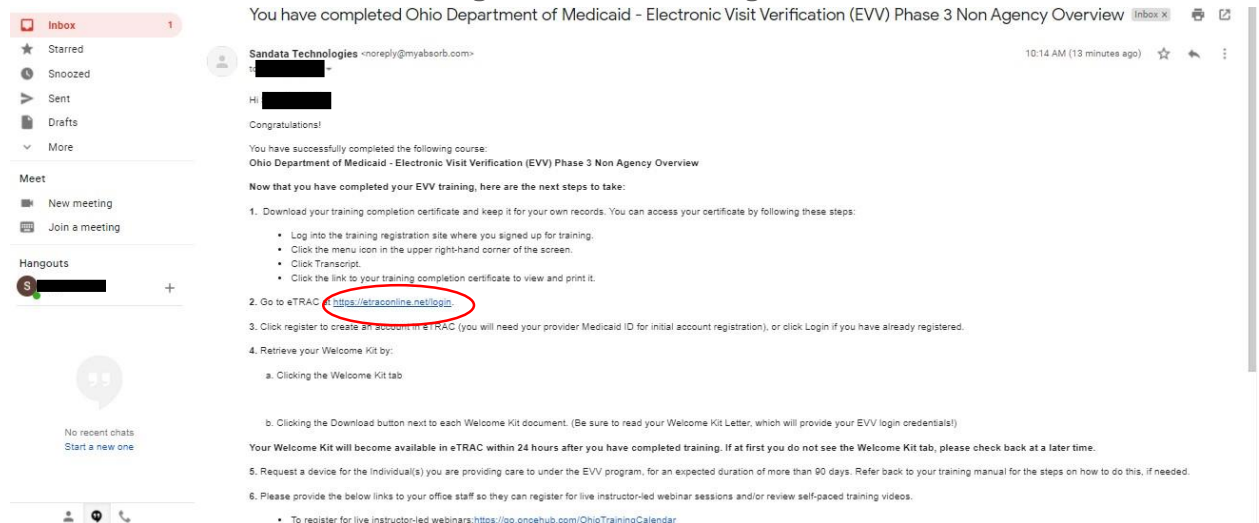 You have completed Ohio Department of Medicaid - Electronic Visit Verification (EVV) Phase 3 Non Agency Overview Inbox x
Inbox 1
Starred
Snoozed
Sent
Drafts
More
Meet
New meeting
Join a meeting
Hangouts
S
No recent chats
Start a new one
Sandata Technologies <noreply@myabsorb.com>
10:14 AM (13 minutes ago)
to
Hi
Congratulations!
You have successfully completed the following course:
Ohio Department of Medicaid - Electronic Visit Verification (EVV) Phase 3 Non Agency Overview
Now that you have completed your EVV training, here are the next steps to take:
1. Download your training completion certificate and keep it for your own records. You can access your certificate by following these steps:
• Log into the training registration site where you signed up for training.
• Click the menu icon in the upper right-hand corner of the screen.
• Click Transcript.
• Click the link to your training completion certificate to view and print it.
2. Go to eTRAC at https://etraconline.net/login.
3. Click register to create an account in eTRAC (you will need your provider Medicaid ID for initial account registration), or click Login if you have already registered.
4. Retrieve your Welcome Kit by:
a. Clicking the Welcome Kit tab
b. Clicking the Download button next to each Welcome Kit document. (Be sure to read your Welcome Kit Letter, which will provide your EVV login credentials!)
Your Welcome Kit will become available in eTRAC within 24 hours after you have completed training. If at first you do not see the Welcome Kit tab, please check back at a later time.
5. Request a device for the Individual(s) you are providing care to under the EVV program, for an expected duration of more than 90 days. Refer back to your training manual for the steps on how to do this, if needed.
6. Please provide the below links to your office staff so they can register for live instructor-led webinar sessions and/or review self-paced training videos.
• To register for live instructor-led webinars:https://go.oncehub.com/OhioTrainingCalendar